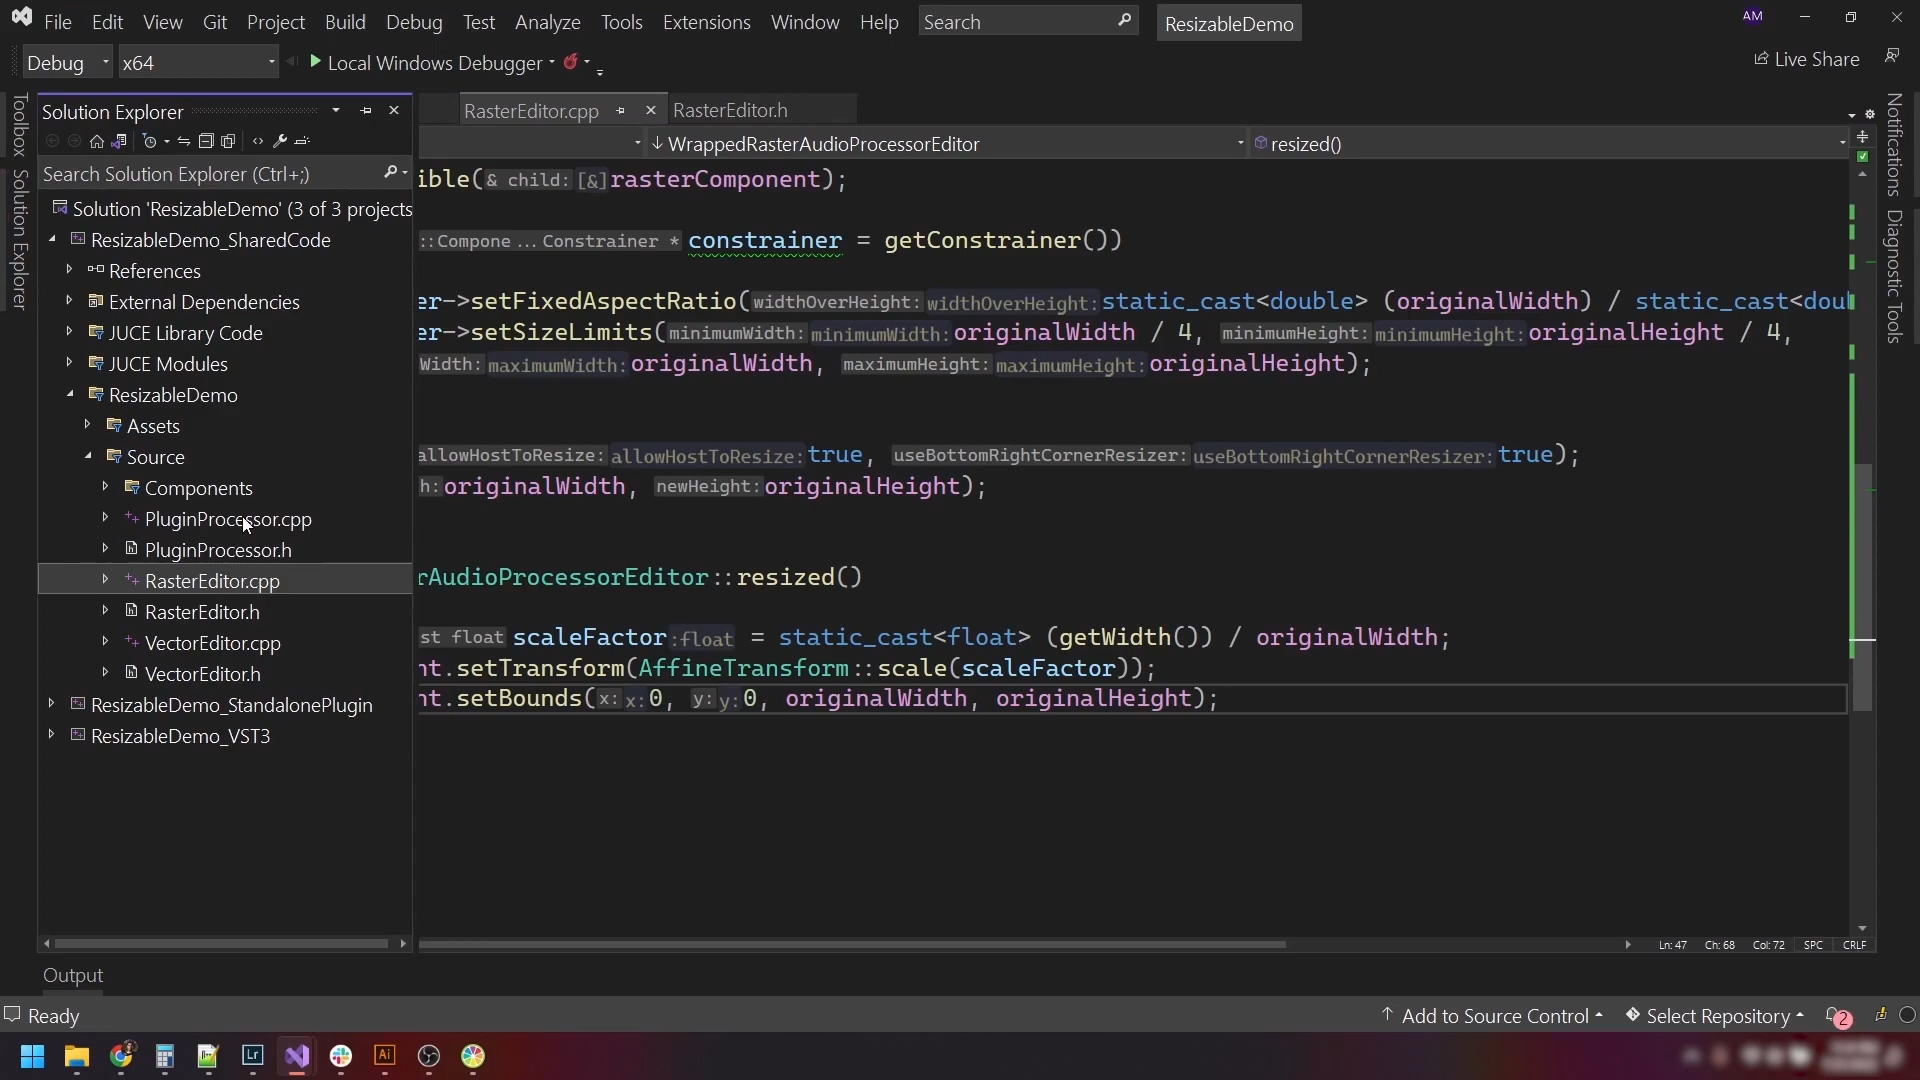 File Edit View Git Project Build Debug Test Analyze Tools Extensions Window Help Search ResizableDemo AM
Debug x64 Local Windows Debugger Live Share
Toolbox
Solution Explorer
Solution Explorer
Search Solution Explorer (Ctrl+;)
Solution 'ResizableDemo' (3 of 3 projects
ResizableDemo_SharedCode
References
External Dependencies
JUCE Library Code
JUCE Modules
ResizableDemo
Assets
Source
Components
PluginProcessor.cpp
PluginProcessor.h
RasterEditor.cpp
RasterEditor.h
VectorEditor.cpp
VectorEditor.h
ResizableDemo_StandalonePlugin
ResizableDemo_VST3
RasterEditor.cpp RasterEditor.h
WrappedRasterAudioProcessorEditor resized()
ible(& child: [&]rasterComponent);
::Compone...Constrainer * constrainer = getConstrainer())
er->setFixedAspectRatio(widthOverHeight: widthOverHeight: static_cast<double> (originalWidth) / static_cast<doul
er->setSizeLimits(minimumWidth: minimumWidth: originalWidth / 4, minimumHeight: minimumHeight: originalHeight / 4,
Width: maximumWidth: originalWidth, maximumHeight: maximumHeight: originalHeight);
allowHostToResize: allowHostToResize: true, useBottomRightCornerResizer: useBottomRightCornerResizer: true);
h: originalWidth, newHeight: originalHeight);
rAudioProcessorEditor::resized()
st float scaleFactor :float = static_cast<float> (getWidth()) / originalWidth;
nt.setTransform(AffineTransform::scale(scaleFactor));
nt.setBounds(x: x: 0, y: y: 0, originalWidth, originalHeight);
Notifications
Diagnostic Tools
Ln: 47 Ch: 68 Col: 72 SPC CRLF
Output
Ready Add to Source Control Select Repository 2
Lr Ai